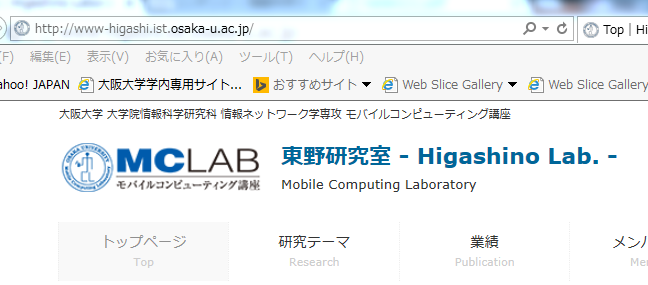 http://www-higashi.ist.osaka-u.ac.jp/
Top | Hi
(F) 編集(E) 表示(V) お気に入り(A) ツール(T) ヘルプ(H)
ahoo! JAPAN 大阪大学学内専用サイト... おすすめサイト Web Slice Gallery Web Slice Gallery
大阪大学 大学院情報科学研究科 情報ネットワーク学専攻 モバイルコンピューティング講座
MCLAB
モバイルコンピューティング講座
東野研究室 - Higashino Lab. -
Mobile Computing Laboratory
トップページ 研究テーマ 業績 メンバ
Top Research Publication Me